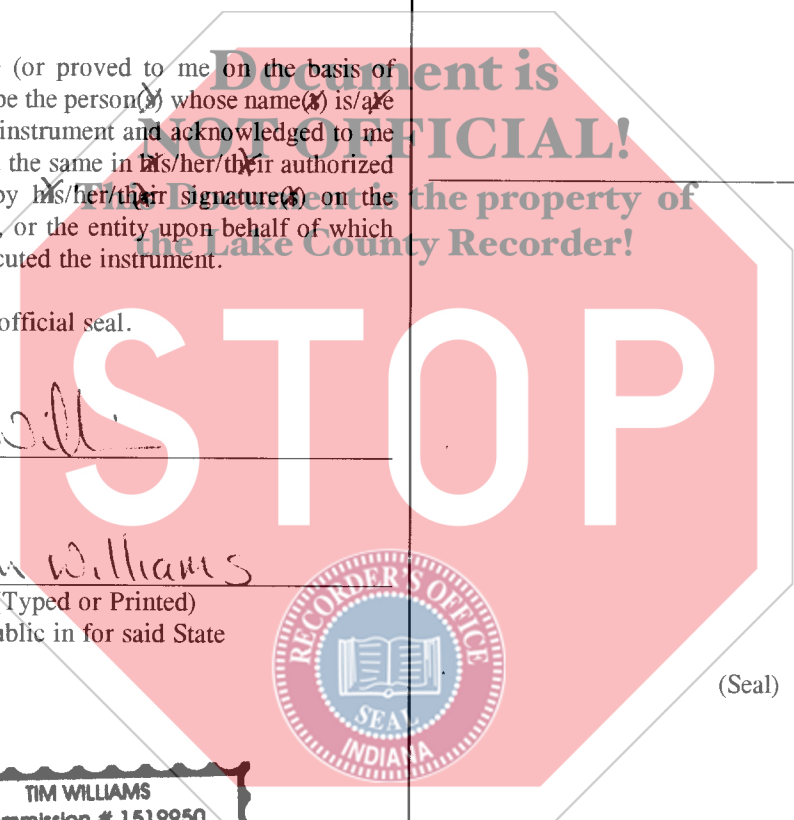 (or proved to me on the basis of
be the person(s) whose name(s) is/are
instrument and acknowledged to me
the same in his/her/their authorized
by his/her/their signature(s) on the
, or the entity upon behalf of which
cuted the instrument.
official seal.
Will
Williams
(Typed or Printed)
ublic in for said State
(Seal)
TIM WILLIAMS
mmission # 1519950
Document is
NOT OFFICIAL!
This Document is the property of
the Lake County Recorder!
STOP
RECORDER'S OFFICE
SEAL
INDIANA